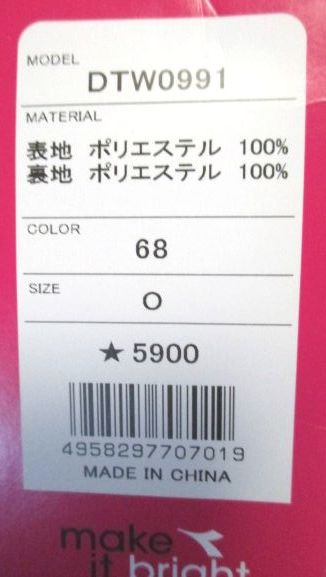 MODEL
DTW0991
MATERIAL
表地 ポリエステル 100%
裏地 ポリエステル 100%
COLOR
68
SIZE
O
★5900
4958297707019
MADE IN CHINA
make
it bright